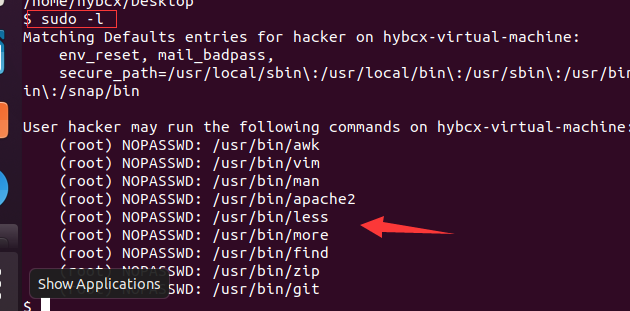 /home/hybcx/Desktop
$ sudo -l
Matching Defaults entries for hacker on hybcx-virtual-machine:
env_reset, mail_badpass,
secure_path=/usr/local/sbin\:/usr/local/bin\:/usr/sbin\:/usr/bin
in\:/snap/bin
User hacker may run the following commands on hybcx-virtual-machine:
(root) NOPASSWD: /usr/bin/awk
(root) NOPASSWD: /usr/bin/vim
(root) NOPASSWD: /usr/bin/man
(root) NOPASSWD: /usr/bin/apache2
(root) NOPASSWD: /usr/bin/less
(root) NOPASSWD: /usr/bin/more
(root) NOPASSWD: /usr/bin/find
(root) NOPASSWD: /usr/bin/zip
Show Applications
(root) NOPASSWD: /usr/bin/git
$